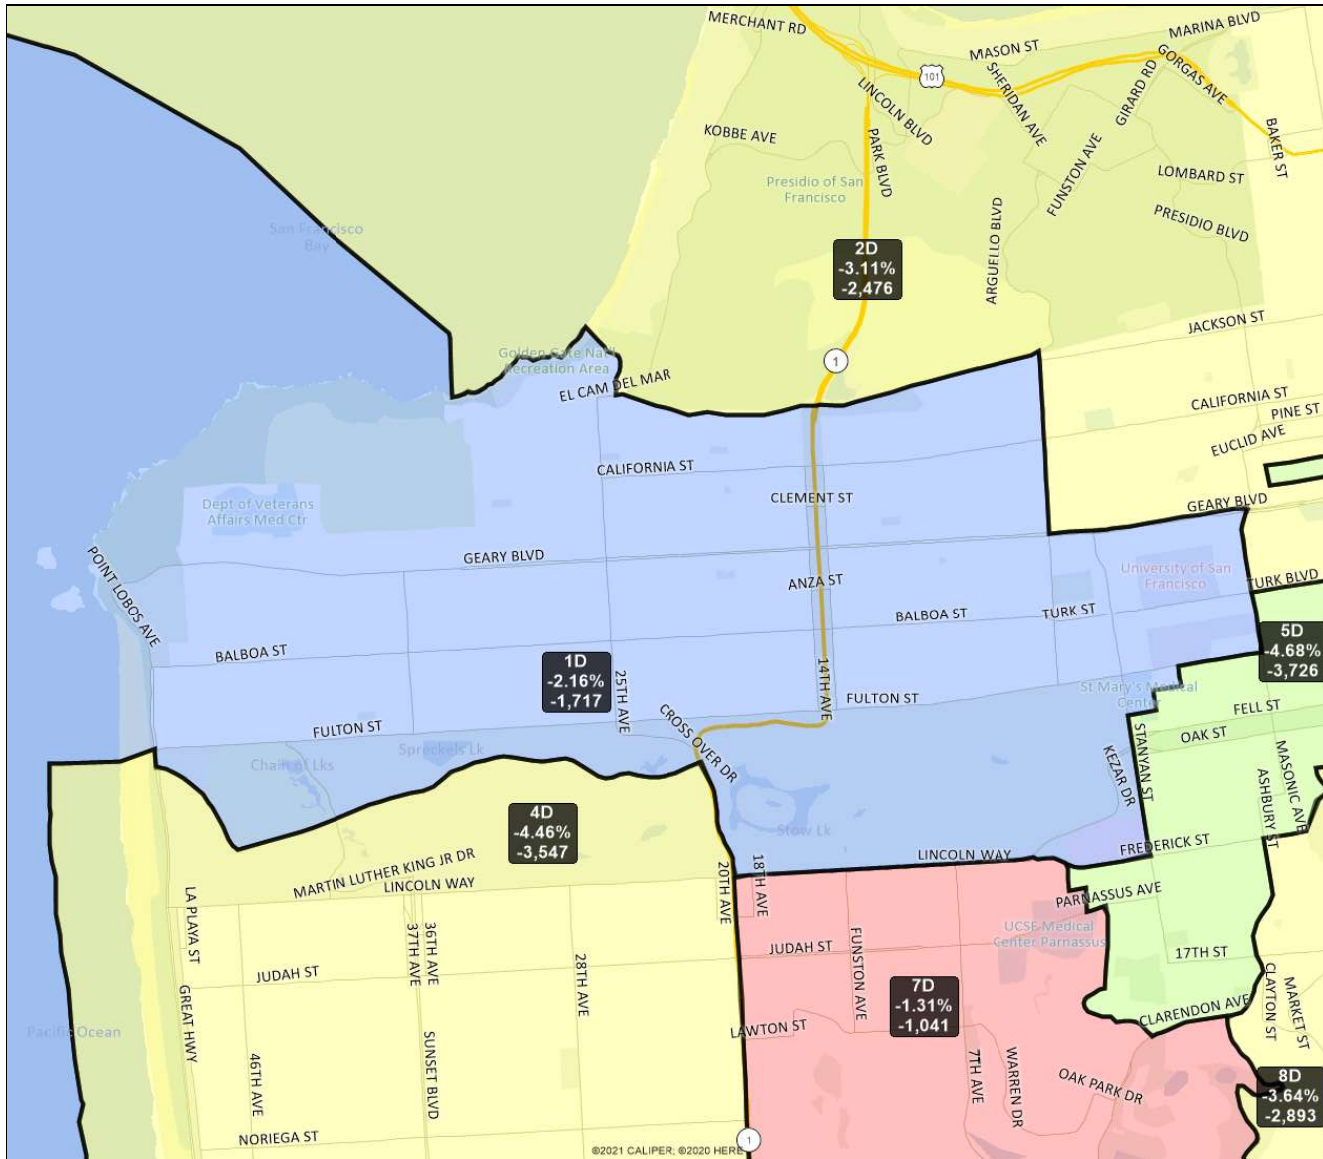 MERCHANT RD
MASON ST
MARINA BLVD
101
SHERIDAN AVE
GIRARD RD
GORGAS AVE
LINCOLN BLVD
KOBBE AVE
PARK BLVD
FUNSTON AVE
BAKER ST
LOMBARD ST
Presidio of San
Francisco
PRESIDIO BLVD
ARGUELLO BLVD
San Francisco
Bay
2D
-3.11%
-2,476
JACKSON ST
1
Golden Gate Nat'l
Recreation Area
EL CAM DEL MAR
CALIFORNIA ST
PINE ST
EUCLID AVE
CALIFORNIA ST
CLEMENT ST
GEARY BLVD
Dept of Veterans
Affairs Med Ctr
POINT LOBOS AVE
GEARY BLVD
ANZA ST
University of San
Francisco
TURK BLVD
BALBOA ST
TURK ST
BALBOA ST
5D
-4.68%
-3,726
1D
-2.16%
-1,717
25TH AVE
14TH AVE
FULTON ST
St Mary's Medical
Center
FELL ST
FULTON ST
CROSS OVER DR
OAK ST
STANYAN ST
KEZAR DR
MASONIC AVE
ASHBURY ST
Spreckels Lk
Chain of Lks
4D
-4.46%
-3,547
Stow Lk
FREDERICK ST
LINCOLN WAY
MARTIN LUTHER KING JR DR
LINCOLN WAY
20TH AVE
18TH AVE
PARNASSUS AVE
LA PLAYA ST
37TH AVE
36TH AVE
UCSF Medical
Center Parnassus
JUDAH ST
FUNSTON AVE
17TH ST
JUDAH ST
28TH AVE
7D
-1.31%
-1,041
CLAYTON ST
MARKET ST
GREAT HWY
CLARENDON AVE
LAWTON ST
Pacific Ocean
SUNSET BLVD
46TH AVE
7TH AVE
WARREN DR
OAK PARK DR
8D
-3.64%
-2,893
NORIEGA ST
1
©2021 CALIPER; ©2020 HERE